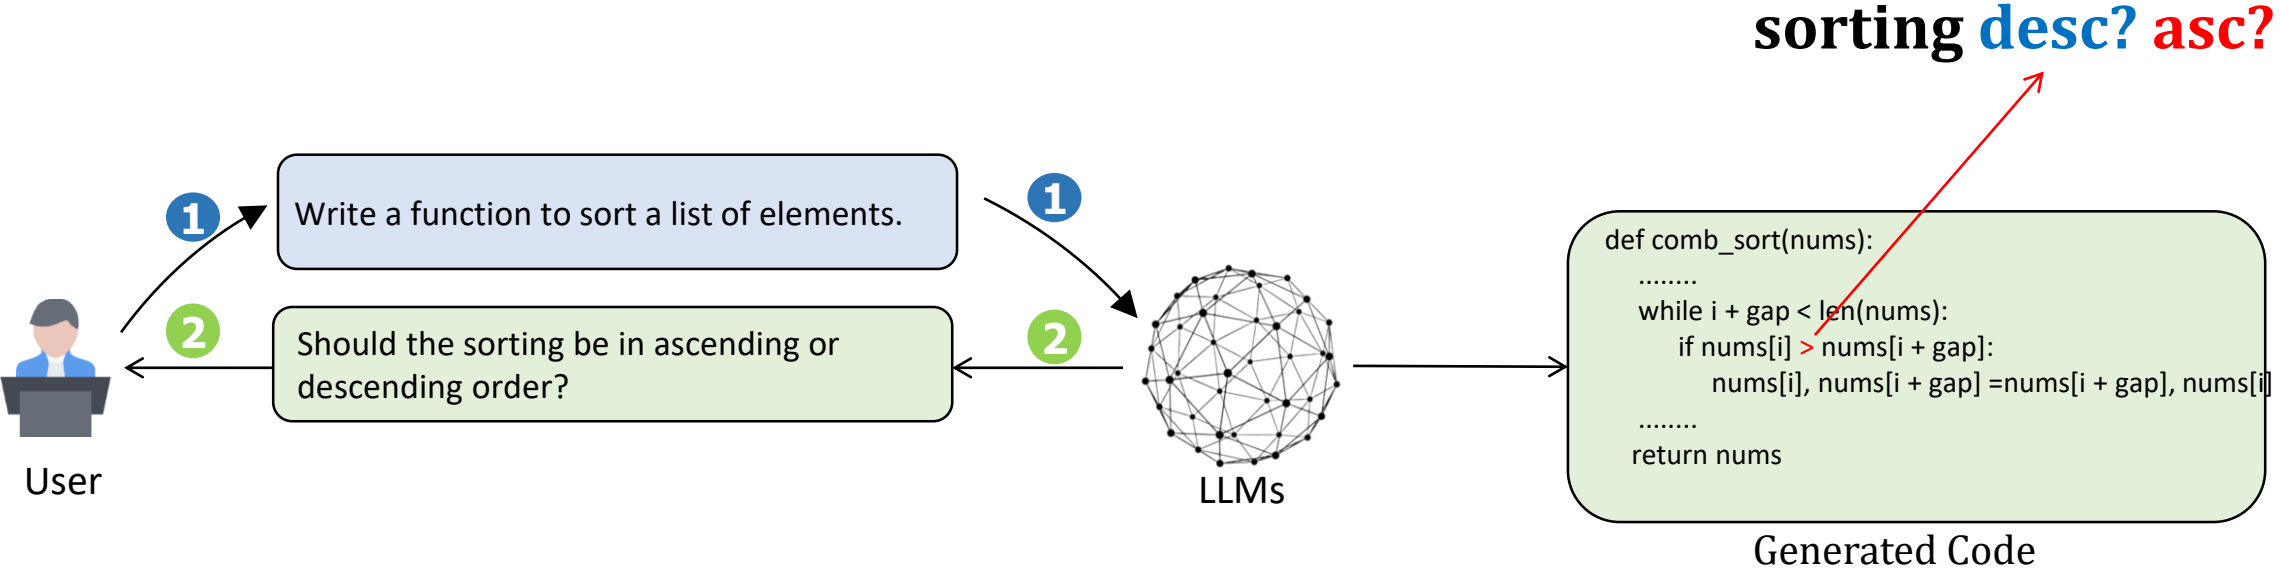 sorting desc? asc?
1
Write a function to sort a list of elements.
1
2
Should the sorting be in ascending or
descending order?
2
User
LLMs
def comb_sort(nums):
........
while i + gap < len(nums):
if nums[i] > nums[i + gap]:
nums[i], nums[i + gap] =nums[i + gap], nums[i]
........
return nums
Generated Code